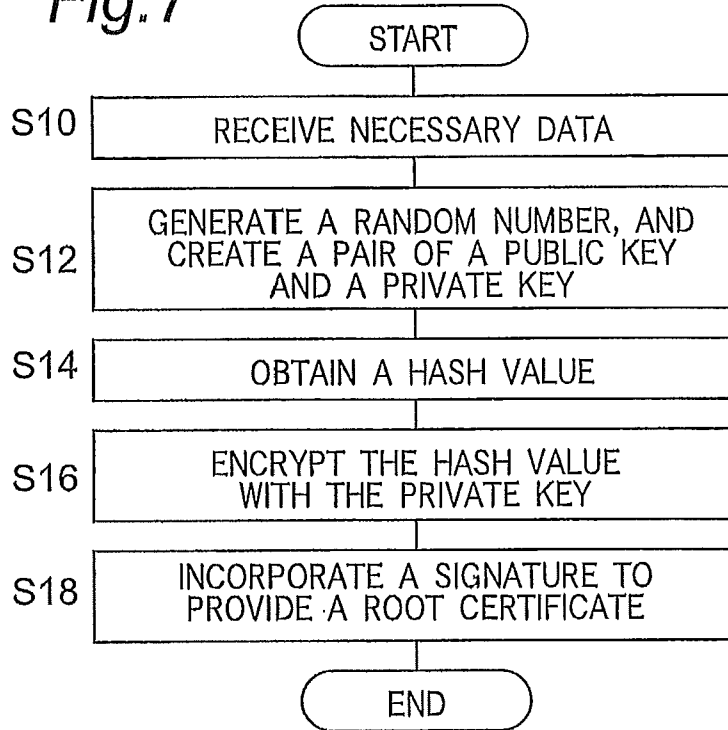 Fig.7
START
S10
RECEIVE NECESSARY DATA
S12
GENERATE A RANDOM NUMBER, AND
CREATE A PAIR OF A PUBLIC KEY
AND A PRIVATE KEY
S14
OBTAIN A HASH VALUE
S16
ENCRYPT THE HASH VALUE
WITH THE PRIVATE KEY
S18
INCORPORATE A SIGNATURE TO
PROVIDE A ROOT CERTIFICATE
END